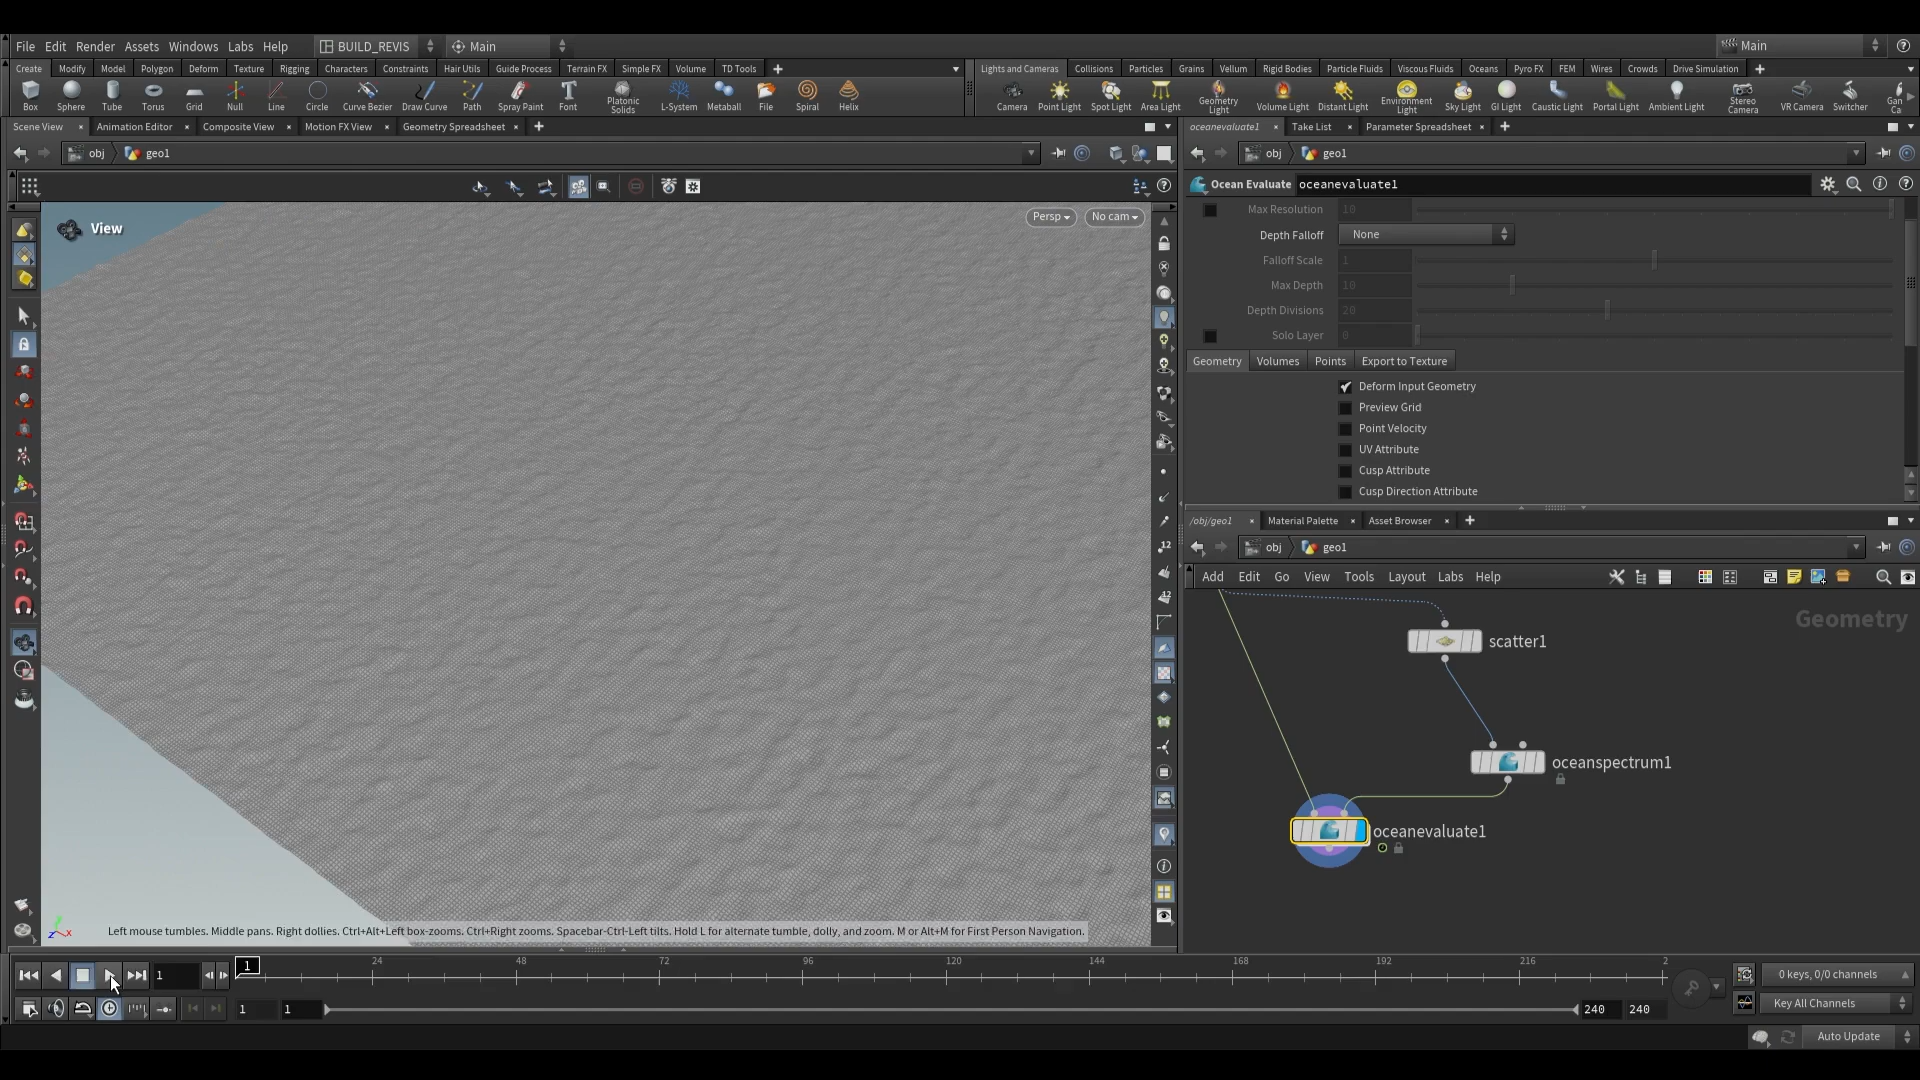 File Edit Render Assets Windows Labs Help BUILD_REVIS Main Main
Create Modify Model Polygon Deform Texture Rigging Characters Constraints Hair Utils Guide Process Terrain FX Simple FX Volume TD Tools
Lights and Cameras Collisions Particles Grains Vellum Rigid Bodies Particle Fluids Viscous Fluids Oceans Pyro FX FEM Wires Crowds Drive Simulation
Box Sphere Tube Torus Grid Null Line Circle Curve Bezier Draw Curve Path Spray Paint Font Platonic Solids L-System Metaball File Spiral Helix
Camera Point Light Spot Light Area Light Geometry Light Volume Light Distant Light Environment Light Sky Light GI Light Caustic Light Portal Light Ambient Light Stereo Camera VR Camera Switcher Gan Ca
Scene View Animation Editor Composite View Motion FX View Geometry Spreadsheet
oceanevaluate1 Take List Parameter Spreadsheet
obj geo1
obj geo1
Ocean Evaluate oceanevaluate1
View
Persp No cam
Max Resolution 10
Depth Falloff None
Falloff Scale 1
Max Depth 10
Depth Divisions 20
Solo Layer 0
Geometry Volumes Points Export to Texture
Deform Input Geometry
Preview Grid
Point Velocity
UV Attribute
Cusp Attribute
Cusp Direction Attribute
/obj/geo1 Material Palette Asset Browser
obj geo1
Add Edit Go View Tools Layout Labs Help
Geometry
scatter1
oceanspectrum1
oceanevaluate1
12
12
z x
Left mouse tumbles. Middle pans. Right dollies. Ctrl+Alt+Left box-zooms. Ctrl+Right zooms. Spacebar-Ctrl-Left tilts. Hold L for alternate tumble, dolly, and zoom. M or Alt+M for First Person Navigation.
1 1 24 48 72 96 120 144 168 192 216 2
0 keys, 0/0 channels
1 1 240 240
Key All Channels
Auto Update